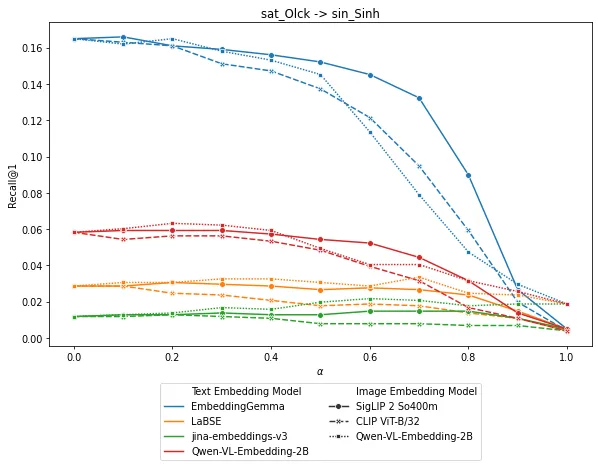 sat_Olck -> sin_Sinh
Recall@1
0.16
0.14
0.12
0.10
0.08
0.06
0.04
0.02
0.00
0.0 0.2 0.4 0.6 0.8 1.0
α
Text Embedding Model
EmbeddingGemma
LaBSE
jina-embeddings-v3
Qwen-VL-Embedding-2B
Image Embedding Model
SigLIP 2 So400m
CLIP ViT-B/32
Qwen-VL-Embedding-2B